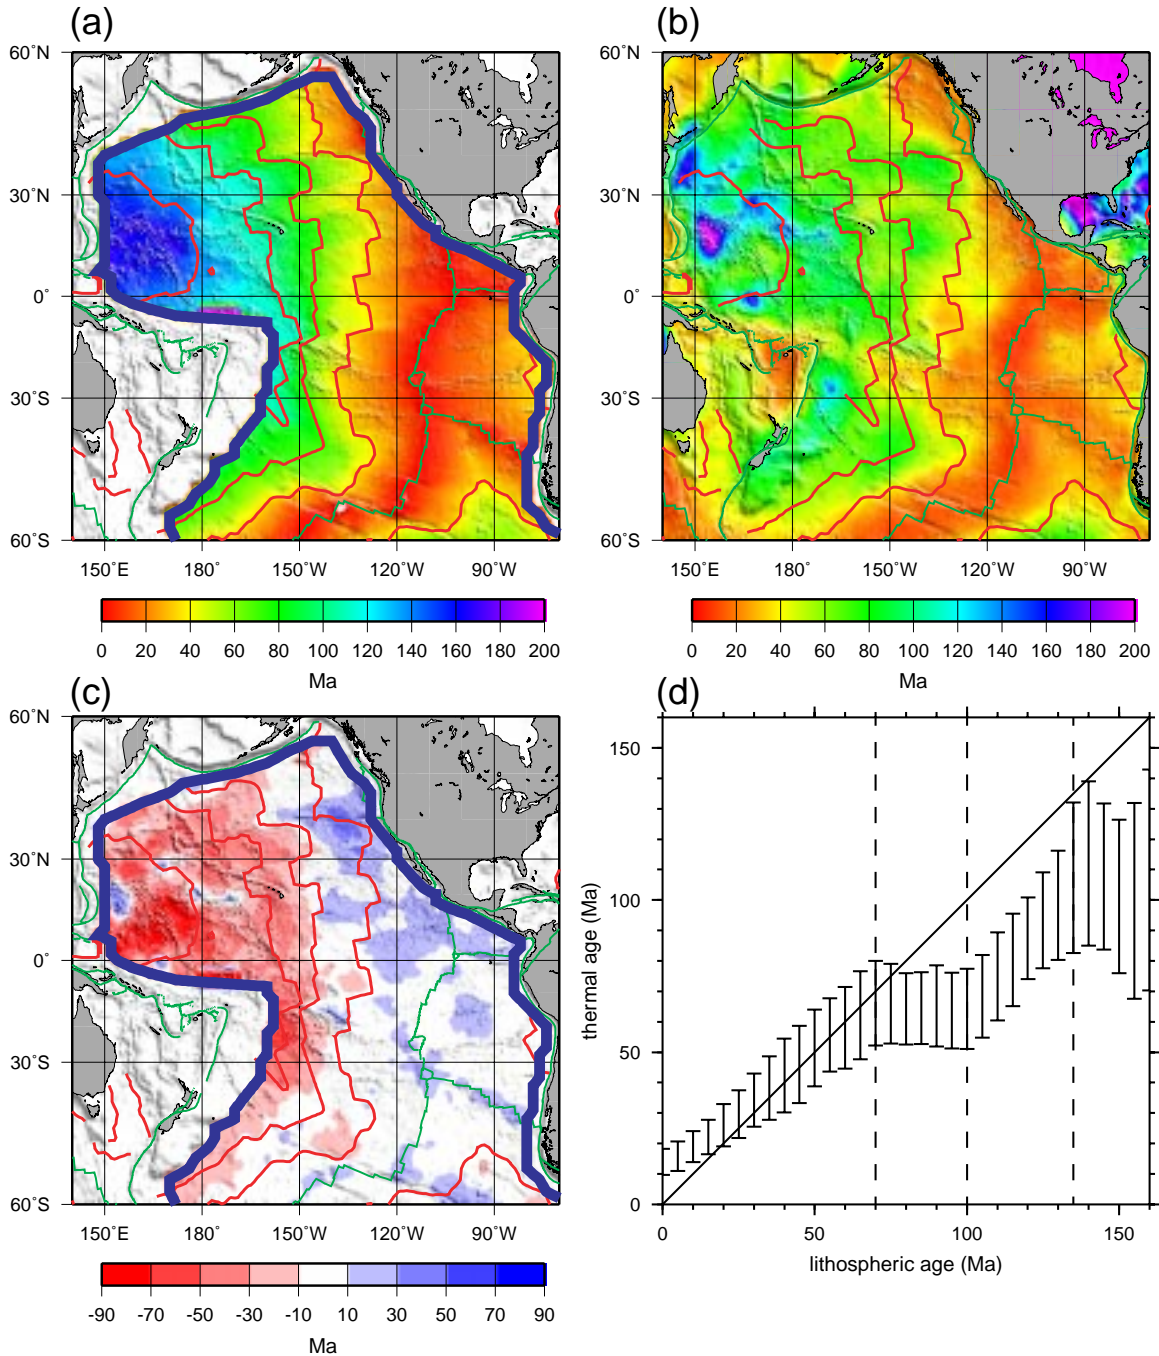 (a)
60˚N
30˚N
0˚
30˚S
60˚S
150˚E 180˚ 150˚W 120˚W 90˚W
0 20 40 60 80 100 120 140 160 180 200
Ma
(b)
60˚N
30˚N
0˚
30˚S
60˚S
150˚E 180˚ 150˚W 120˚W 90˚W
0 20 40 60 80 100 120 140 160 180 200
Ma
(c)
60˚N
30˚N
0˚
30˚S
60˚S
150˚E 180˚ 150˚W 120˚W 90˚W
-90 -70 -50 -30 -10 10 30 50 70 90
Ma
(d)
thermal age (Ma)
150
100
50
0
0 50 100 150
lithospheric age (Ma)